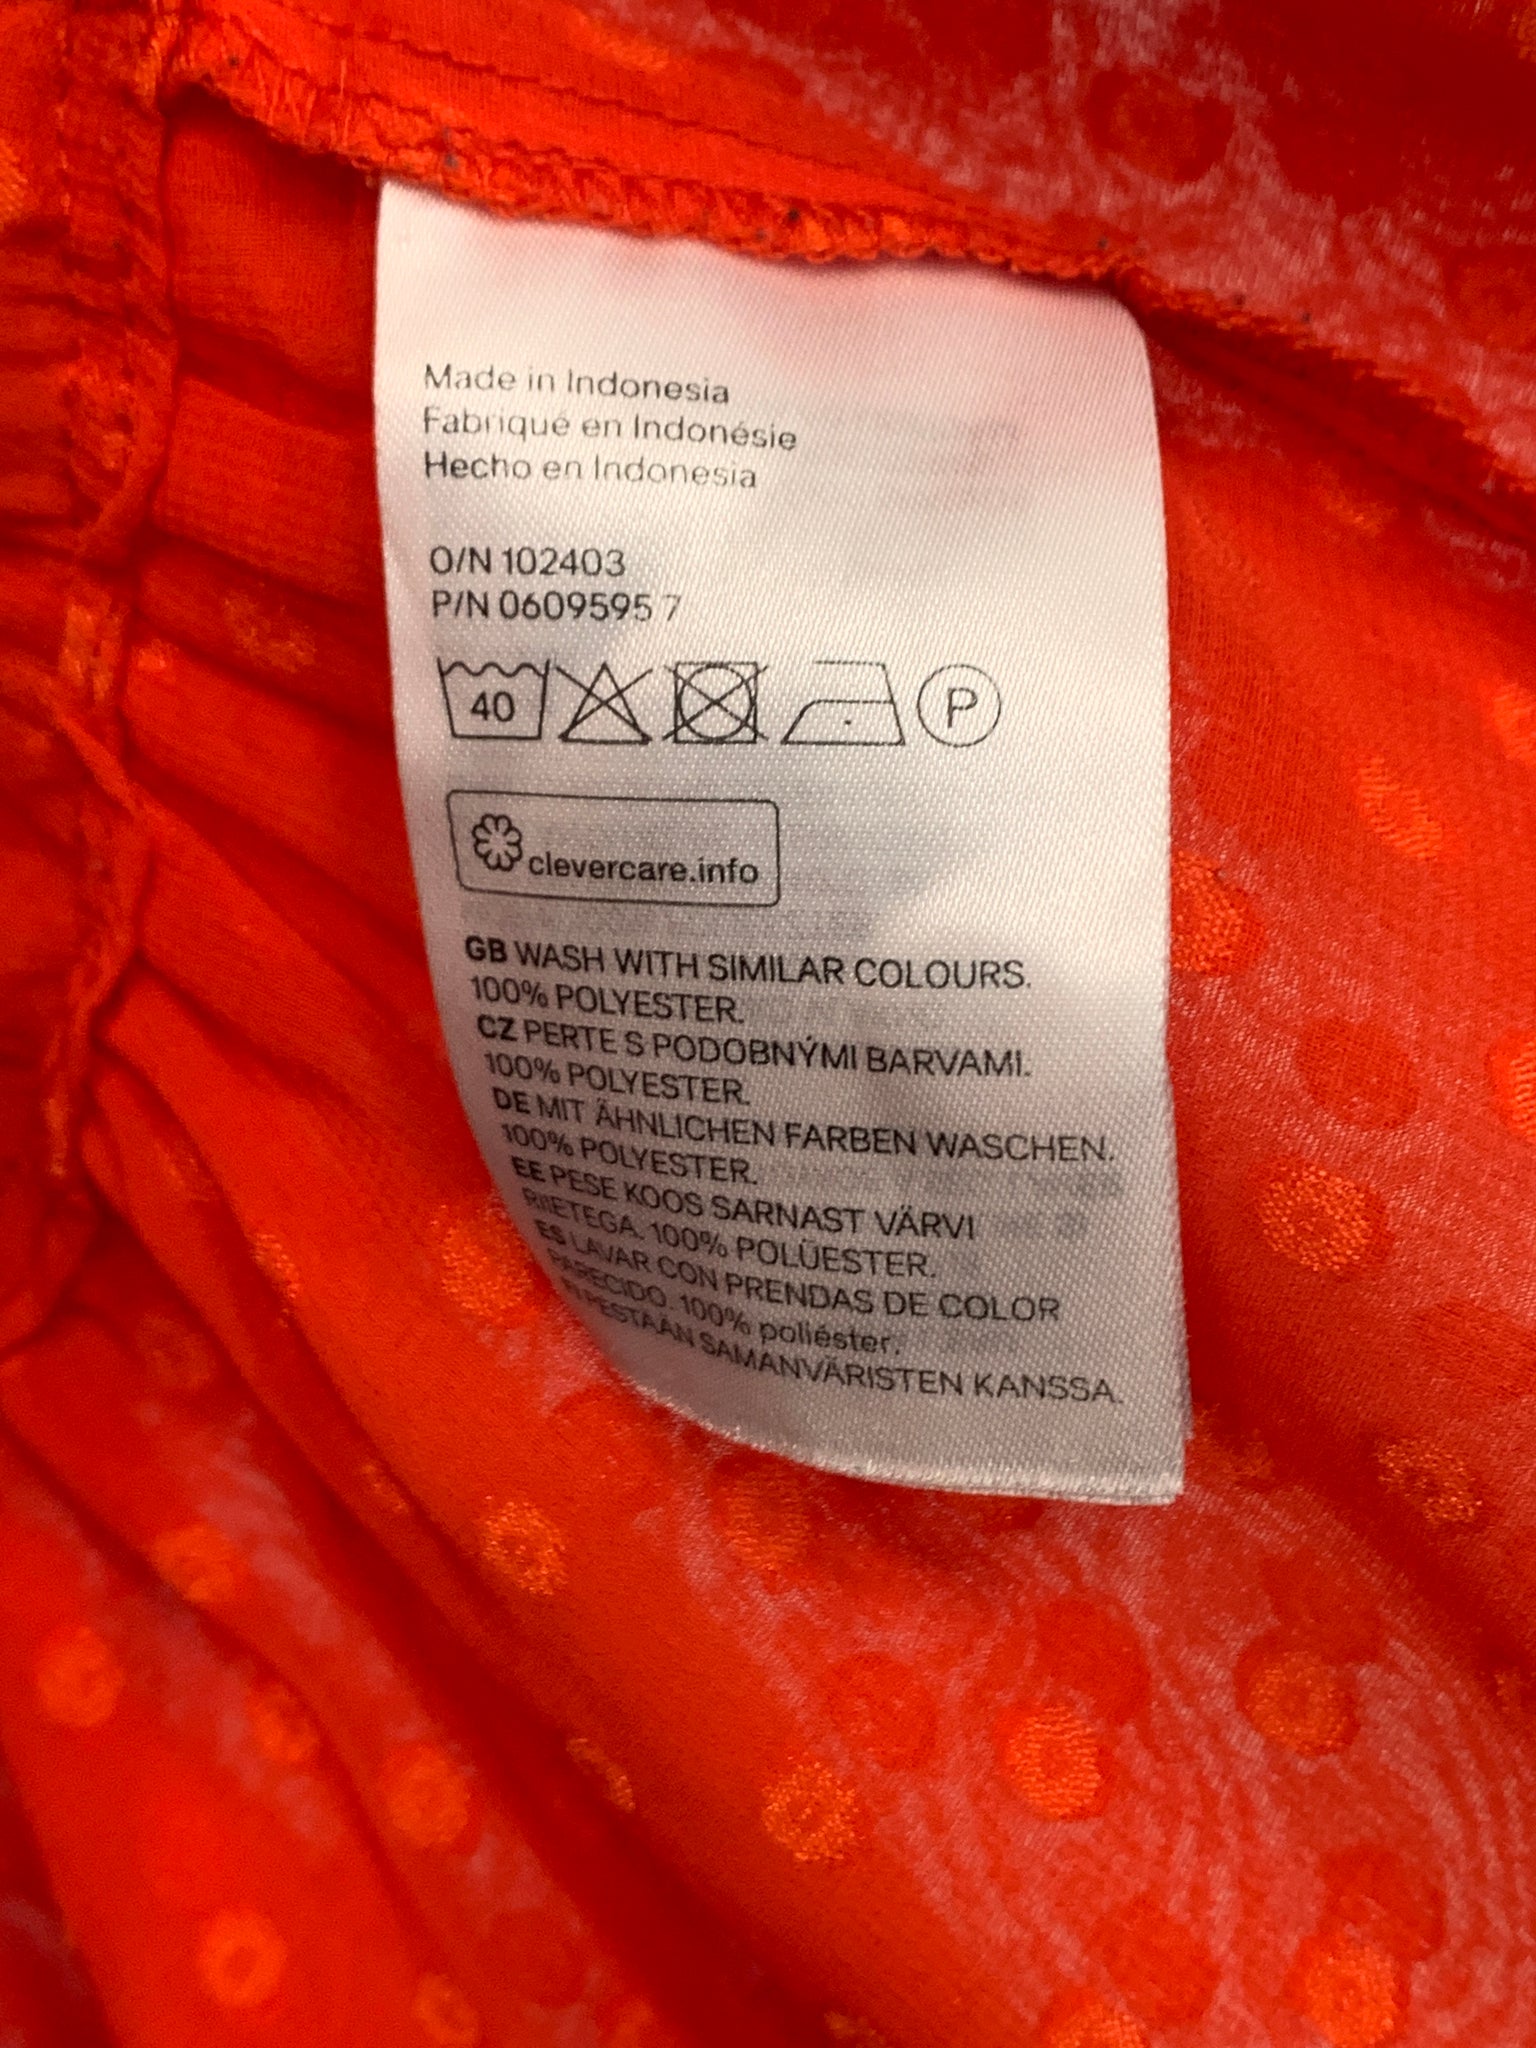 Made in Indonesia
Fabriqué en Indonésie
Hecho en Indonesia
O/N 102403
P/N 0609595 7
40 P
clevercare.info
GB WASH WITH SIMILAR COLOURS.
100% POLYESTER.
CZ PERTE S PODOBNÝMI BARVAMI.
100% POLYESTER.
DE MIT ÄHNLICHEN FARBEN WASCHEN.
100% POLYESTER.
EE PESE KOOS SARNAST VÄRVI
RIIETEGA. 100% POLÜESTER.
ES LAVAR CON PRENDAS DE COLOR
PARECIDO. 100% poliéster.
FI PESTÄÄN SAMANVÄRISTEN KANSSA.